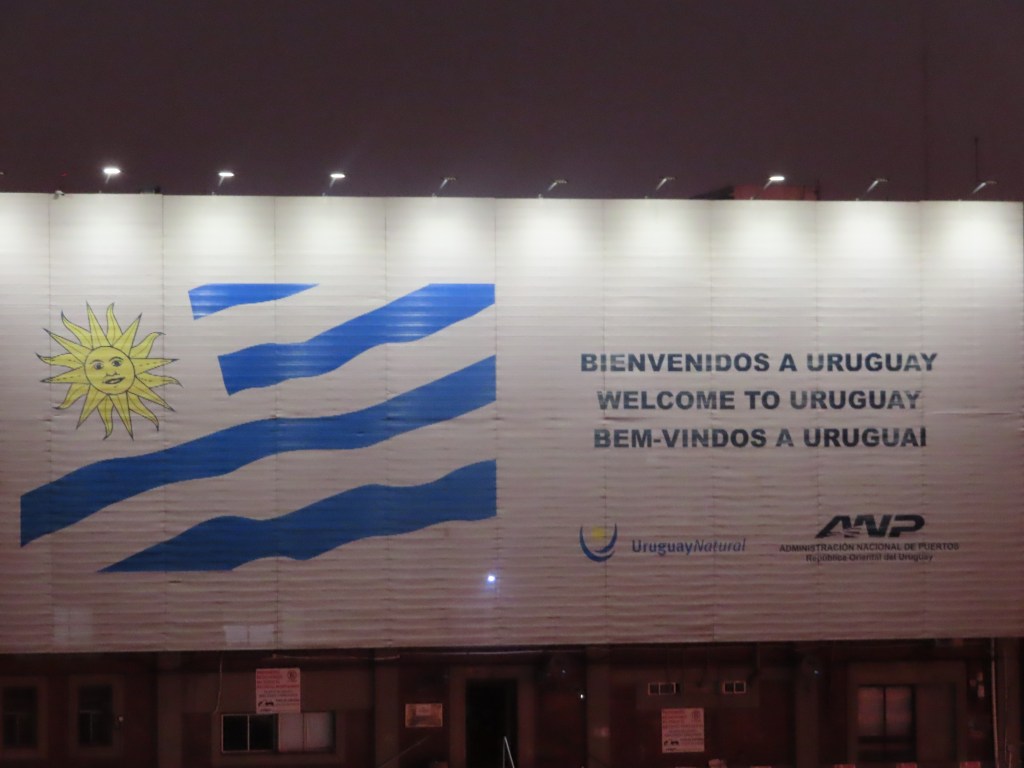 BIENVENIDOS A URUGUAY
WELCOME TO URUGUAY
BEM-VINDOS A URUGUAI
UruguayNatural
ANP
ADMINISTRACIÓN NACIONAL DE PUERTOS
República Oriental del Uruguay